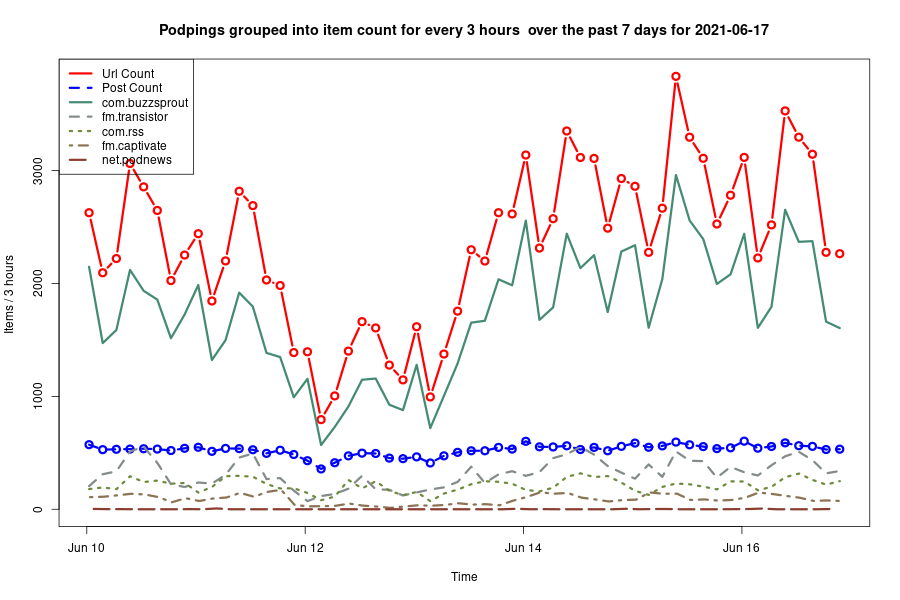 Podpings grouped into item count for every 3 hours  over the past 7 days for 2021-06-17
Url Count
Post Count
com.buzzsprout
fm.transistor
com.rss
fm.captivate
net.podnews
Items / 3 hours
3000
2000
1000
0
Jun 10
Jun 12
Jun 14
Jun 16
Time